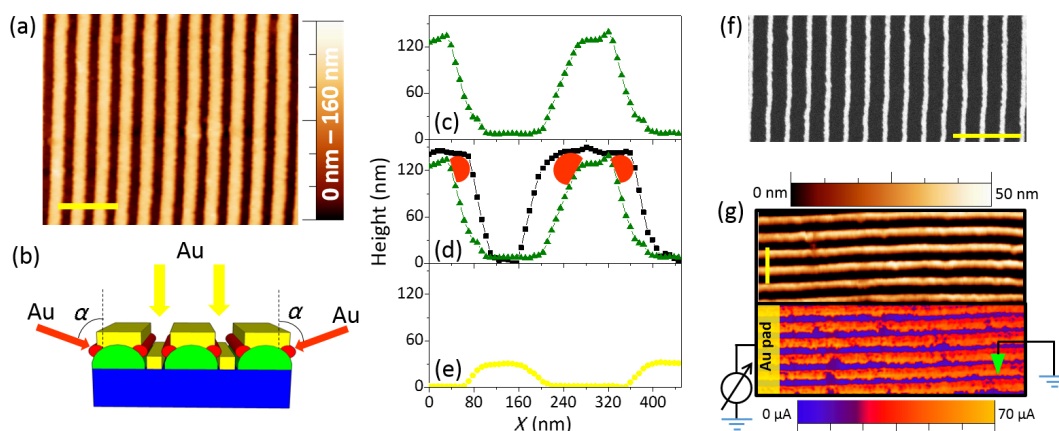 (a)
0 nm – 160 nm
(b)
Au
Au
α
α
Au
120
60
0
(c)
120
60
0
(d)
120
60
0
(e)
Height (nm)
0 80 160 240 320 400
X (nm)
(f)
0 nm
50 nm
(g)
Au pad
0 µA
70 µA